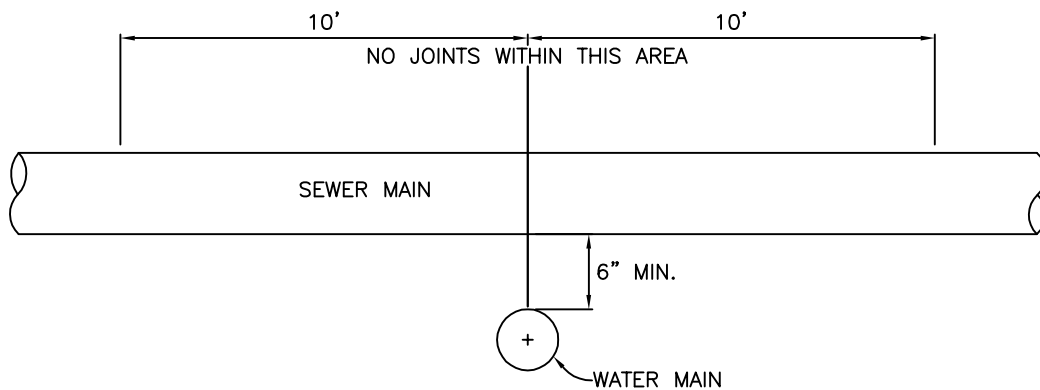 10' 10'
NO JOINTS WITHIN THIS AREA
SEWER MAIN
6” MIN.
WATER MAIN